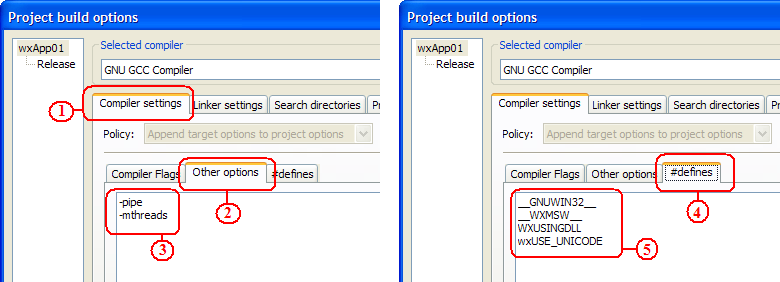 Project build options
wxApp01
Release
Selected compiler
GNU GCC Compiler
Compiler settings Linker settings Search directories Pr
1
Policy: Append target options to project options
Compiler Flags Other options #defines
2
-pipe
-mthreads
3
Project build options
wxApp01
Release
Selected compiler
GNU GCC Compiler
Compiler settings Linker settings Search directories Pr
Policy: Append target options to project options
Compiler Flags Other options #defines
4
__GNUWIN32__
__WXMSW__
WXUSINGDLL
wxUSE_UNICODE
5